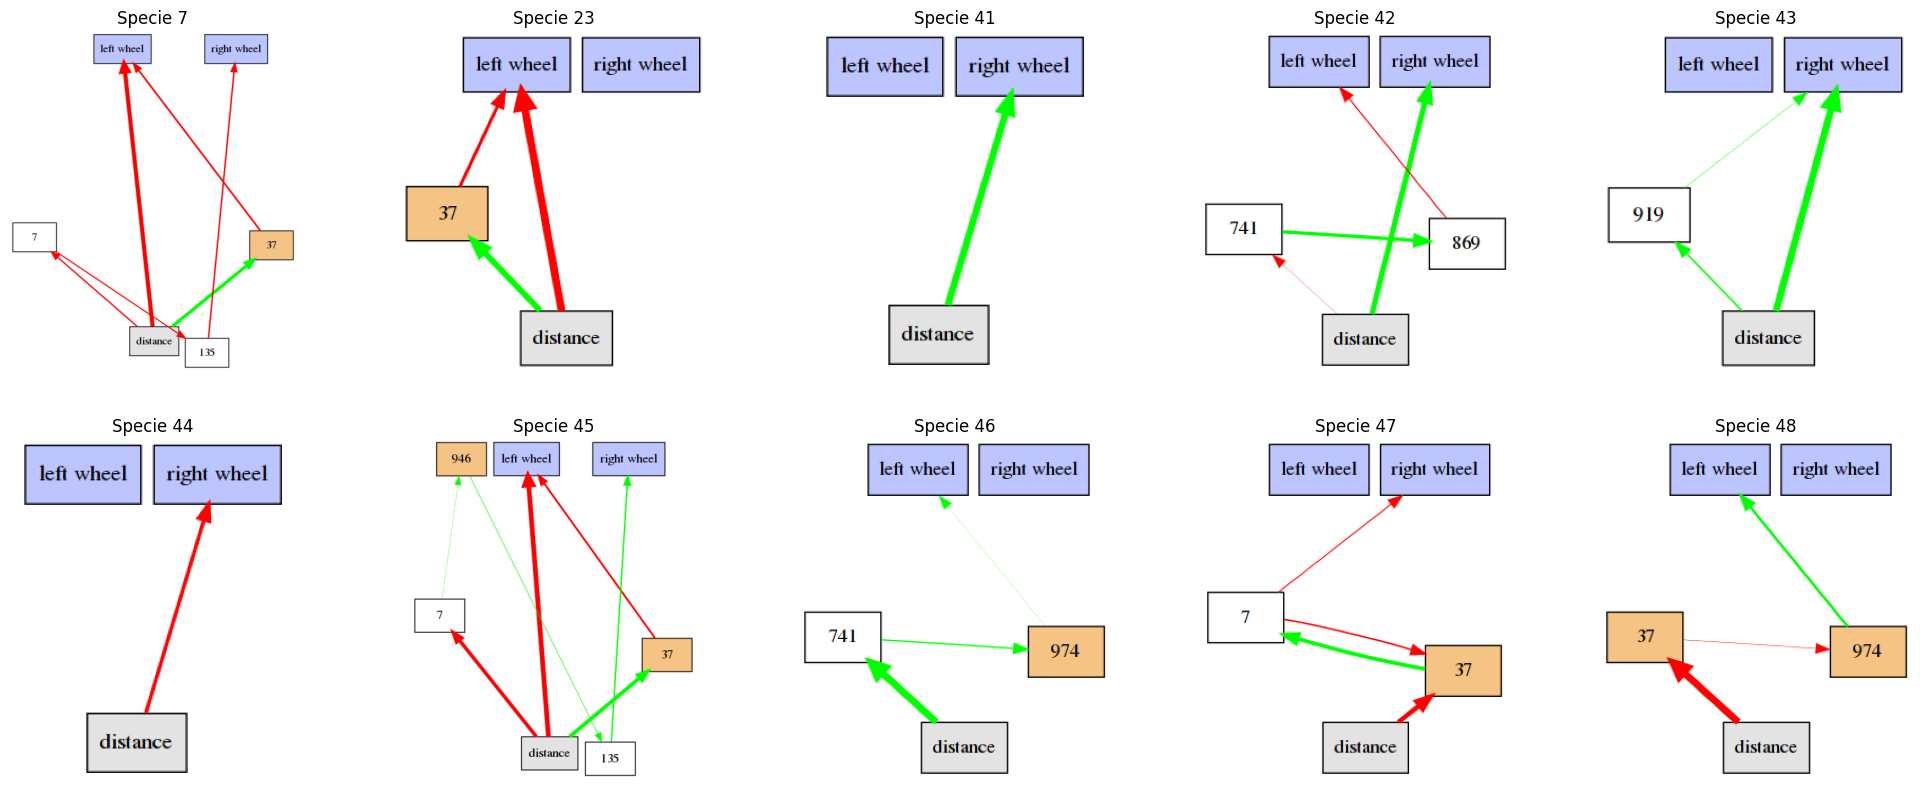 Specie 7
left wheel
right wheel
7
37
distance
135
Specie 23
left wheel
right wheel
37
distance
Specie 41
left wheel
right wheel
distance
Specie 42
left wheel
right wheel
741
869
distance
Specie 43
left wheel
right wheel
919
distance
Specie 44
left wheel
right wheel
distance
Specie 45
946
left wheel
right wheel
7
37
distance
135
Specie 46
left wheel
right wheel
741
974
distance
Specie 47
left wheel
right wheel
7
37
distance
Specie 48
left wheel
right wheel
37
974
distance